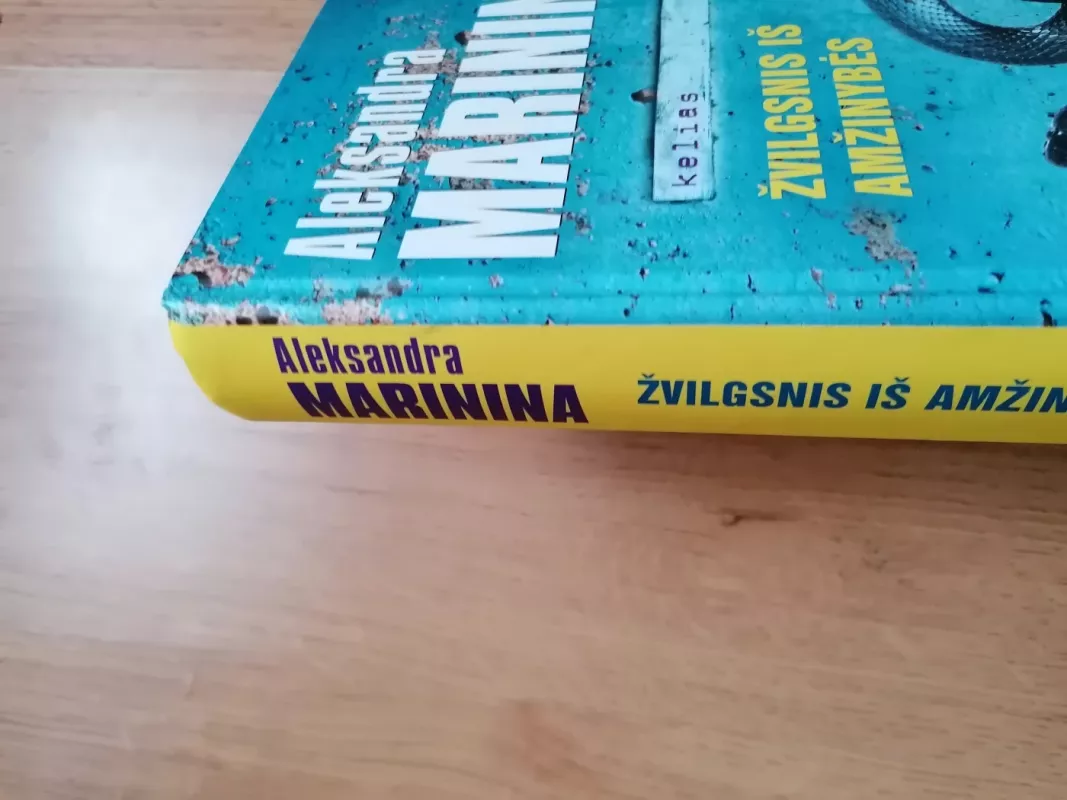 Aleksandra
MARININ
kelias
ŽVILGSNIS IŠ
AMŽINYBĖS
Aleksandra
MARININA
ŽVILGSNIS IŠ AMŽIN